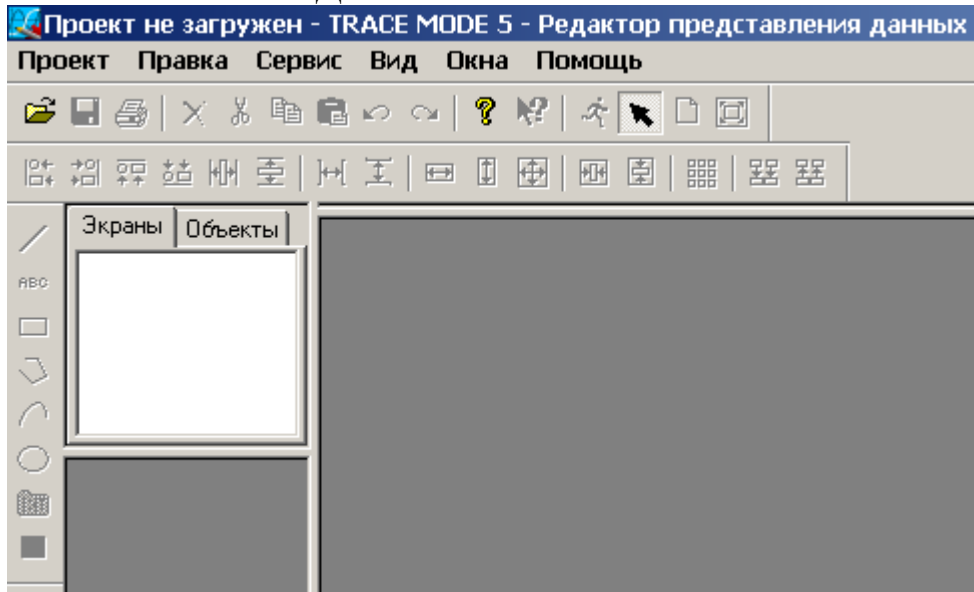 Проект не загружен - TRACE MODE 5 - Редактор представления данных
Проект Правка Сервис Вид Окна Помощь
Экраны Объекты
ABC